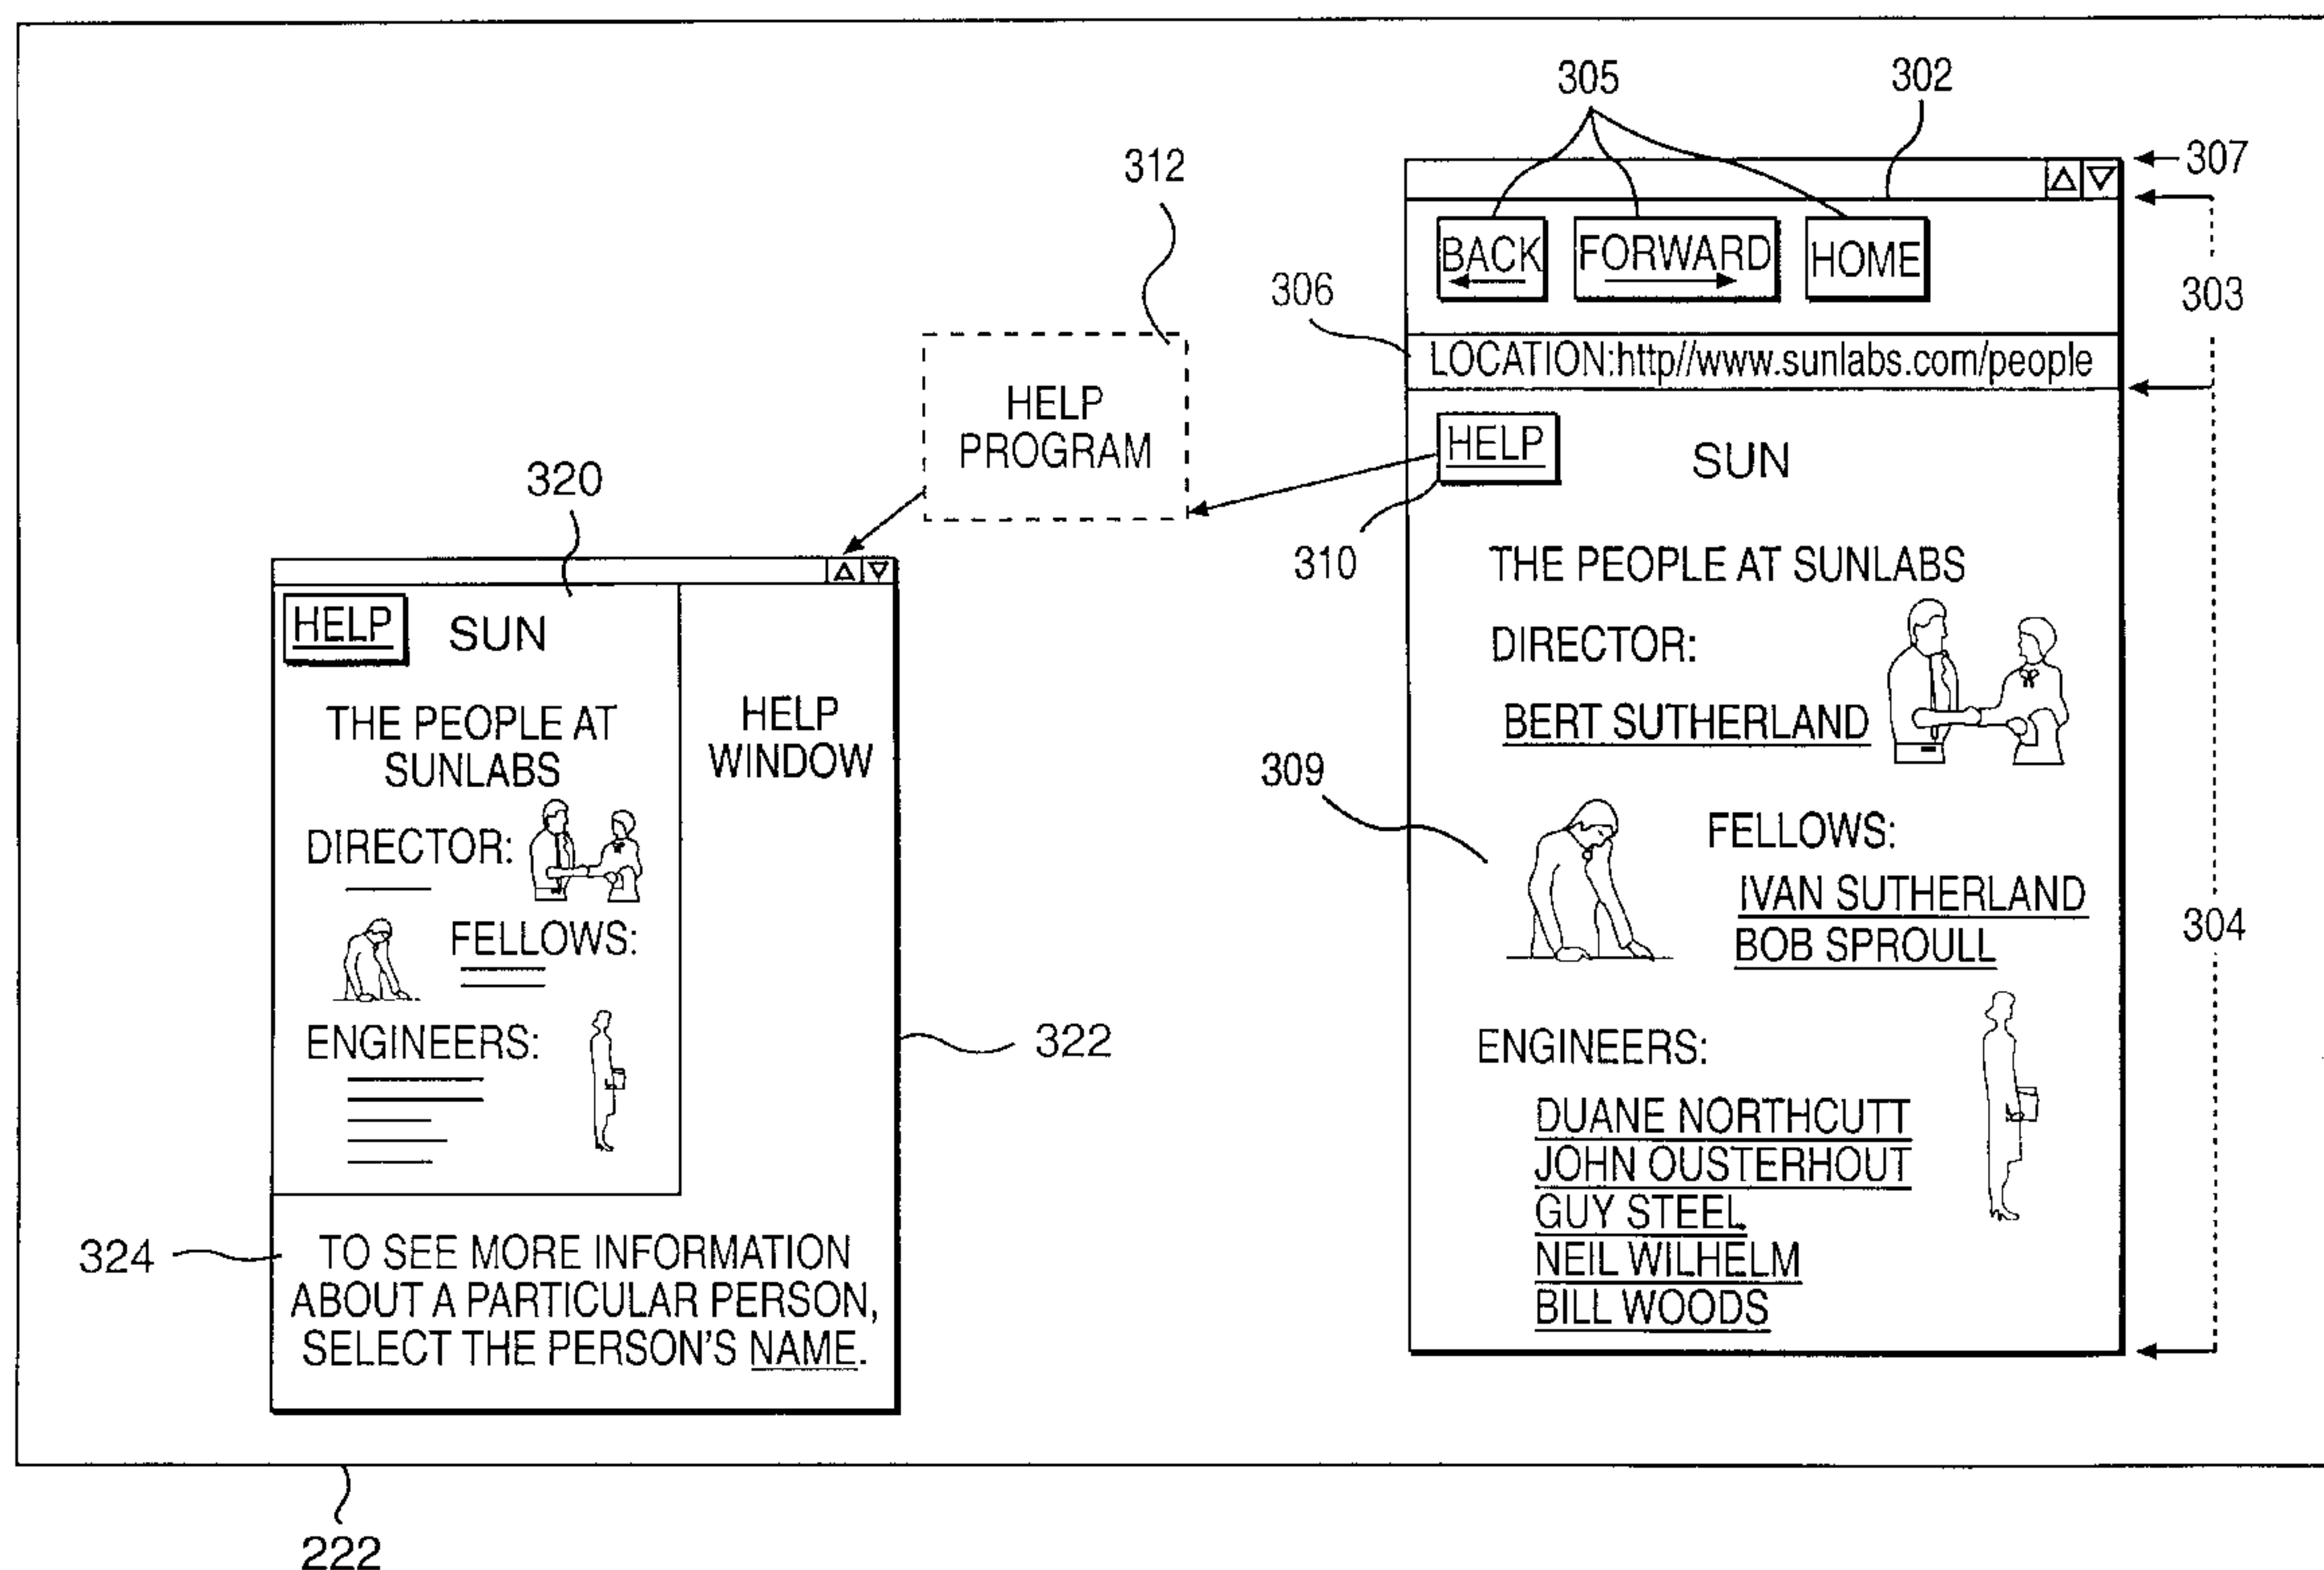 305
302
307
312
BACK
FORWARD
HOME
303
306
LOCATION:http//www.sunlabs.com/people
HELP
PROGRAM
HELP
SUN
310
320
THE PEOPLE AT SUNLABS
DIRECTOR:
BERT SUTHERLAND
309
FELLOWS:
IVAN SUTHERLAND
BOB SPROULL
304
ENGINEERS:
DUANE NORTHCUTT
JOHN OUSTERHOUT
GUY STEEL
NEIL WILHELM
BILL WOODS
HELP
SUN
THE PEOPLE AT
SUNLABS
DIRECTOR:
FELLOWS:
ENGINEERS:
HELP
WINDOW
322
324
TO SEE MORE INFORMATION
ABOUT A PARTICULAR PERSON,
SELECT THE PERSON'S NAME.
222